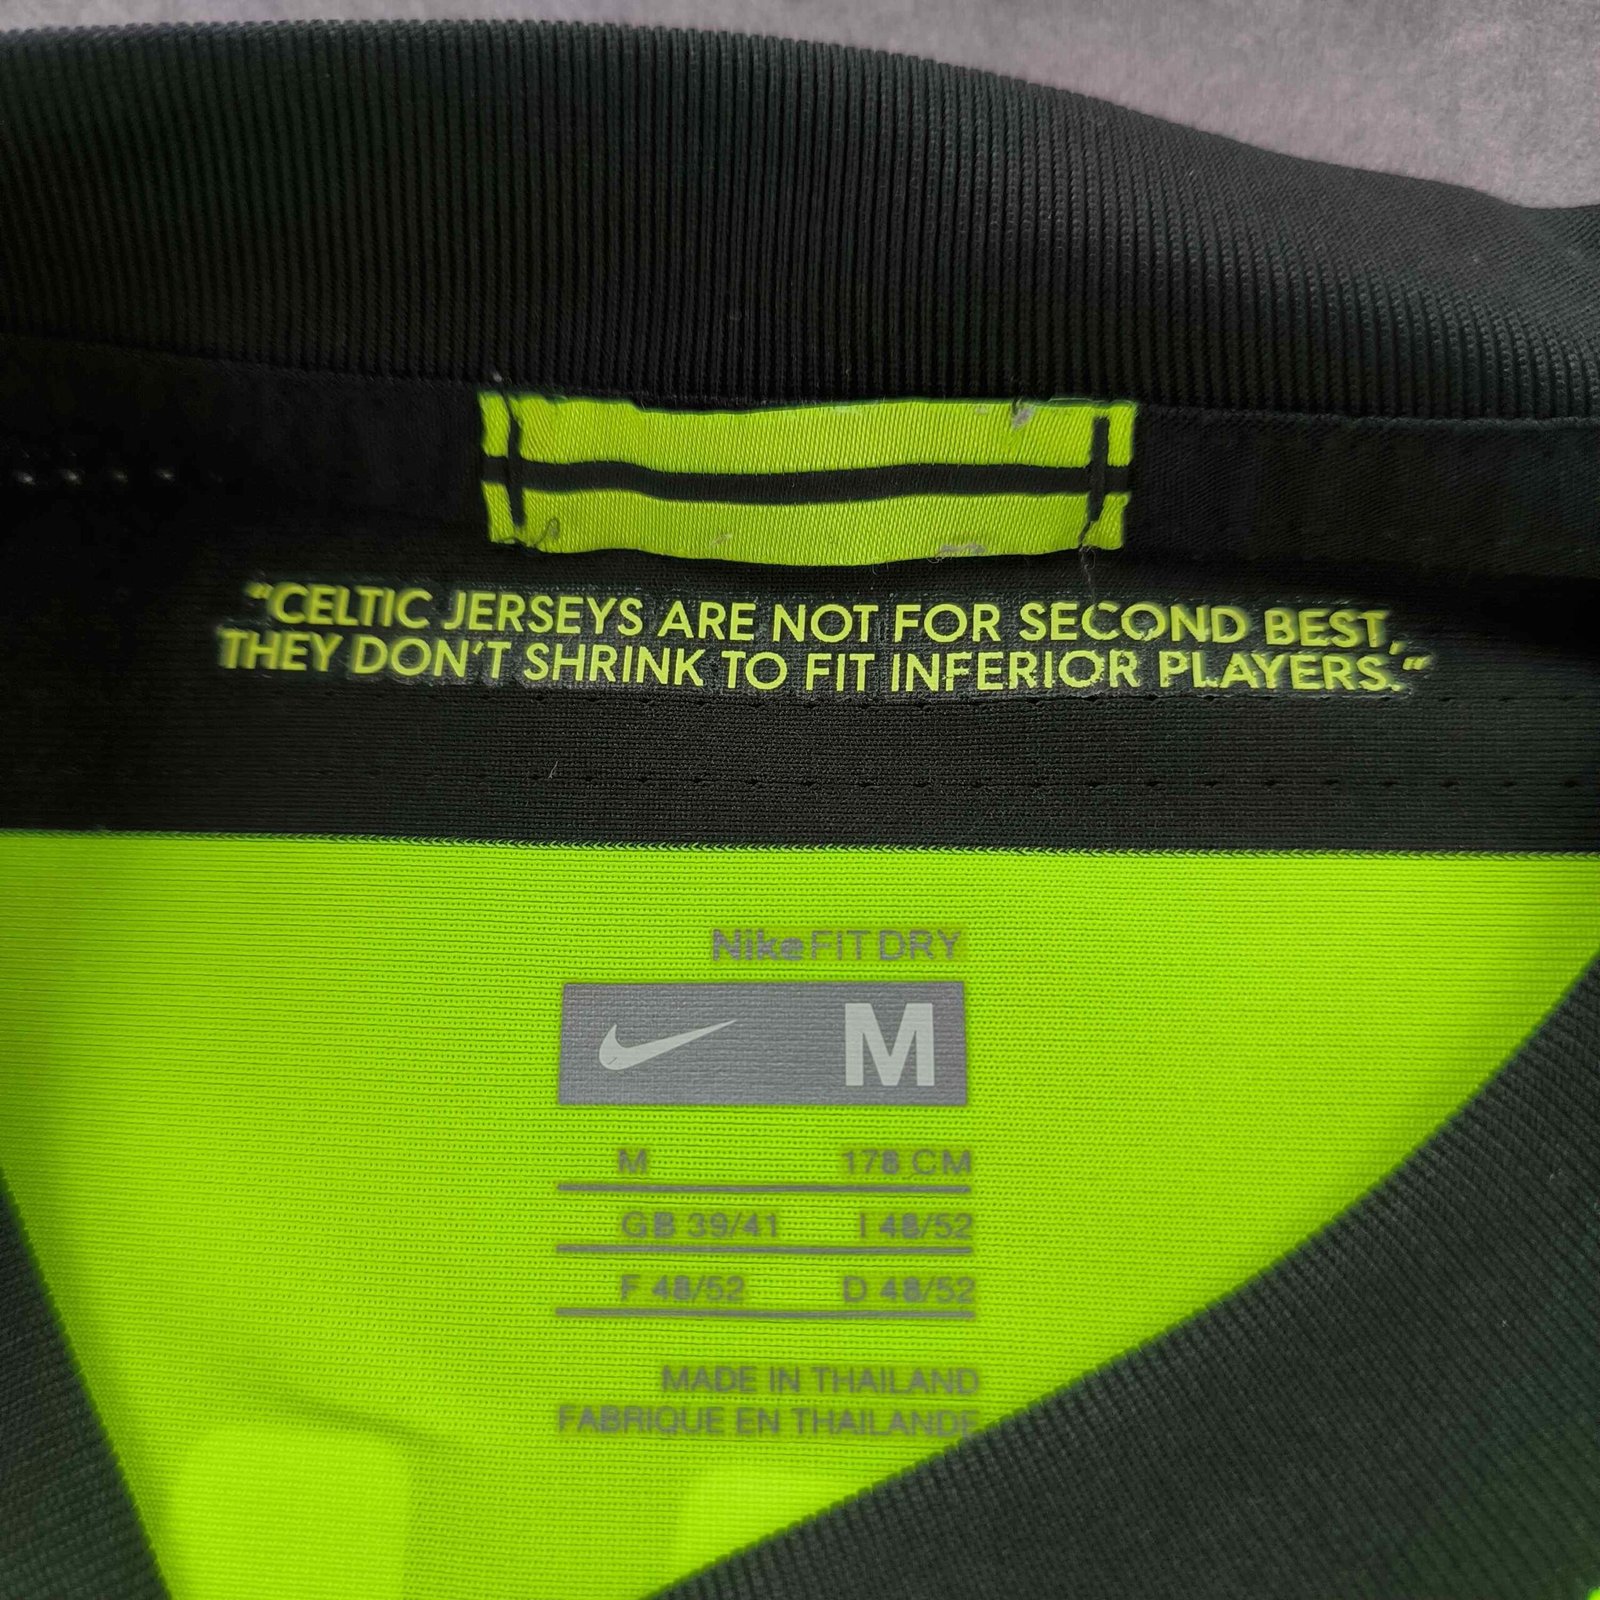 “CELTIC JERSEYS ARE NOT FOR SECOND BEST,
THEY DON'T SHRINK TO FIT INFERIOR PLAYERS.“
NikeFIT DRY
M
M 178 CM
GB 39/41 I 48/52
F 48/52 D 48/52
MADE IN THAILAND
FABRIQUE EN THAILANDE